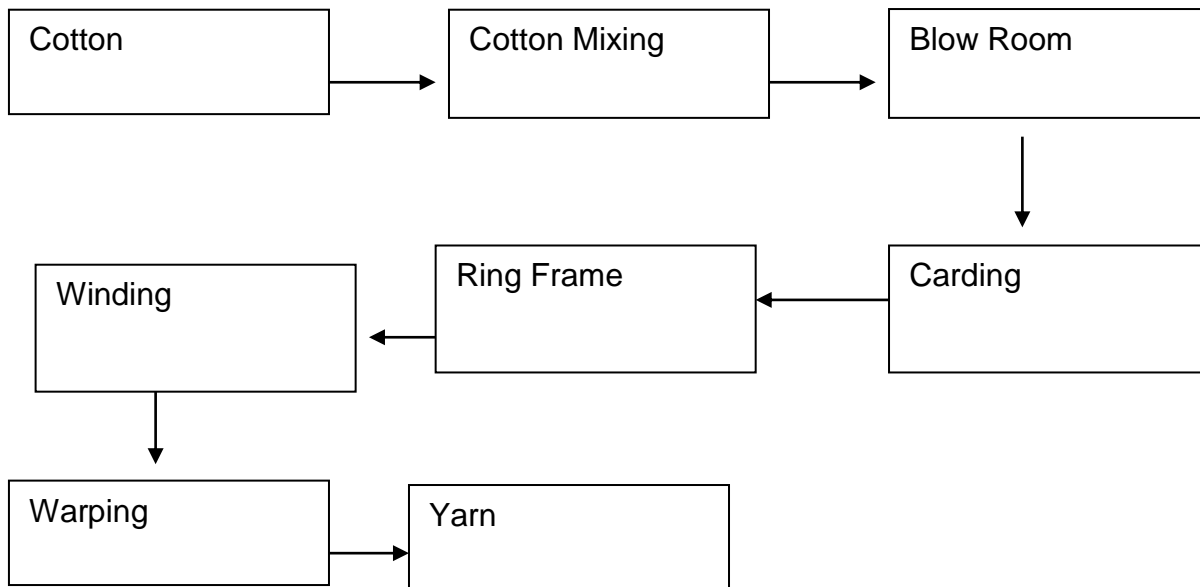 Cotton
Cotton Mixing
Blow Room
Carding
Ring Frame
Winding
Warping
Yarn